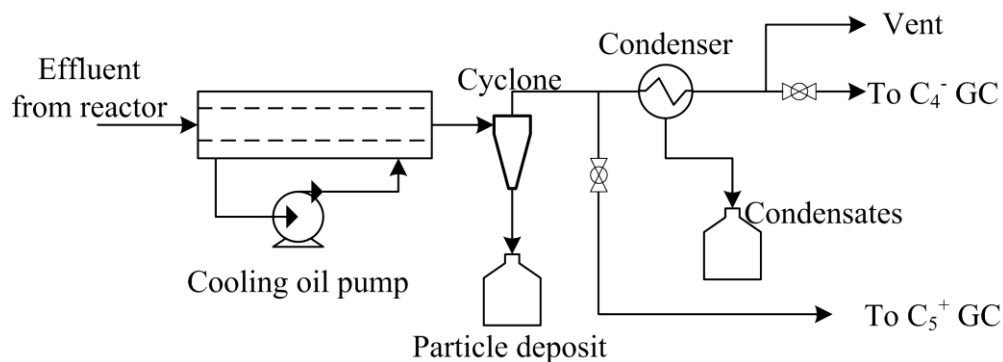 Effluent
from reactor
Cyclone
Condenser
Vent
To C₄⁻ GC
Condensates
Cooling oil pump
Particle deposit
To C₅⁺ GC